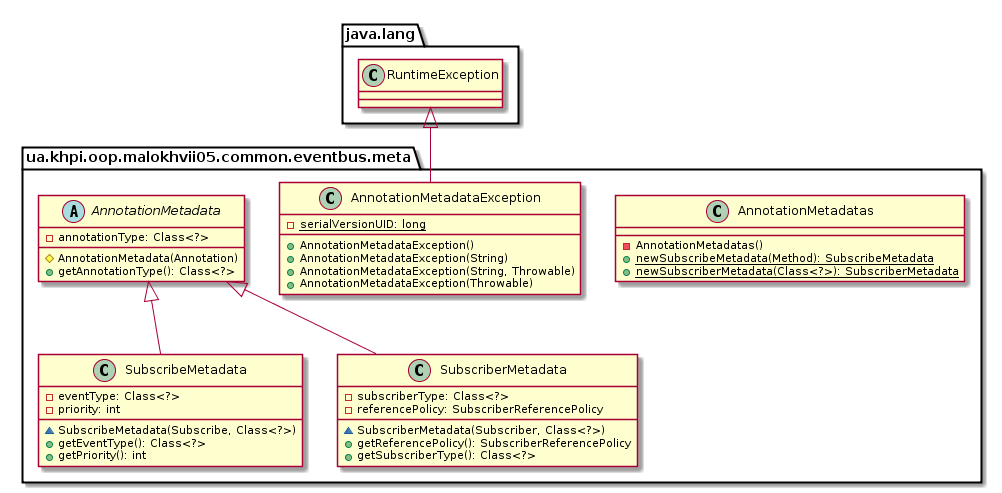 java.lang
C RuntimeException
ua.khpi.oop.malokhvii05.common.eventbus.meta
A AnnotationMetadata
annotationType: Class<?>
AnnotationMetadata(Annotation)
getAnnotationType(): Class<?>
C AnnotationMetadataException
serialVersionUID: long
AnnotationMetadataException()
AnnotationMetadataException(String)
AnnotationMetadataException(String, Throwable)
AnnotationMetadataException(Throwable)
C AnnotationMetadatas
AnnotationMetadatas()
newSubscribeMetadata(Method): SubscribeMetadata
newSubscriberMetadata(Class<?>): SubscriberMetadata
C SubscribeMetadata
eventType: Class<?>
priority: int
SubscribeMetadata(Subscribe, Class<?>)
getEventType(): Class<?>
getPriority(): int
C SubscriberMetadata
subscriberType: Class<?>
referencePolicy: SubscriberReferencePolicy
SubscriberMetadata(Subscriber, Class<?>)
getReferencePolicy(): SubscriberReferencePolicy
getSubscriberType(): Class<?>